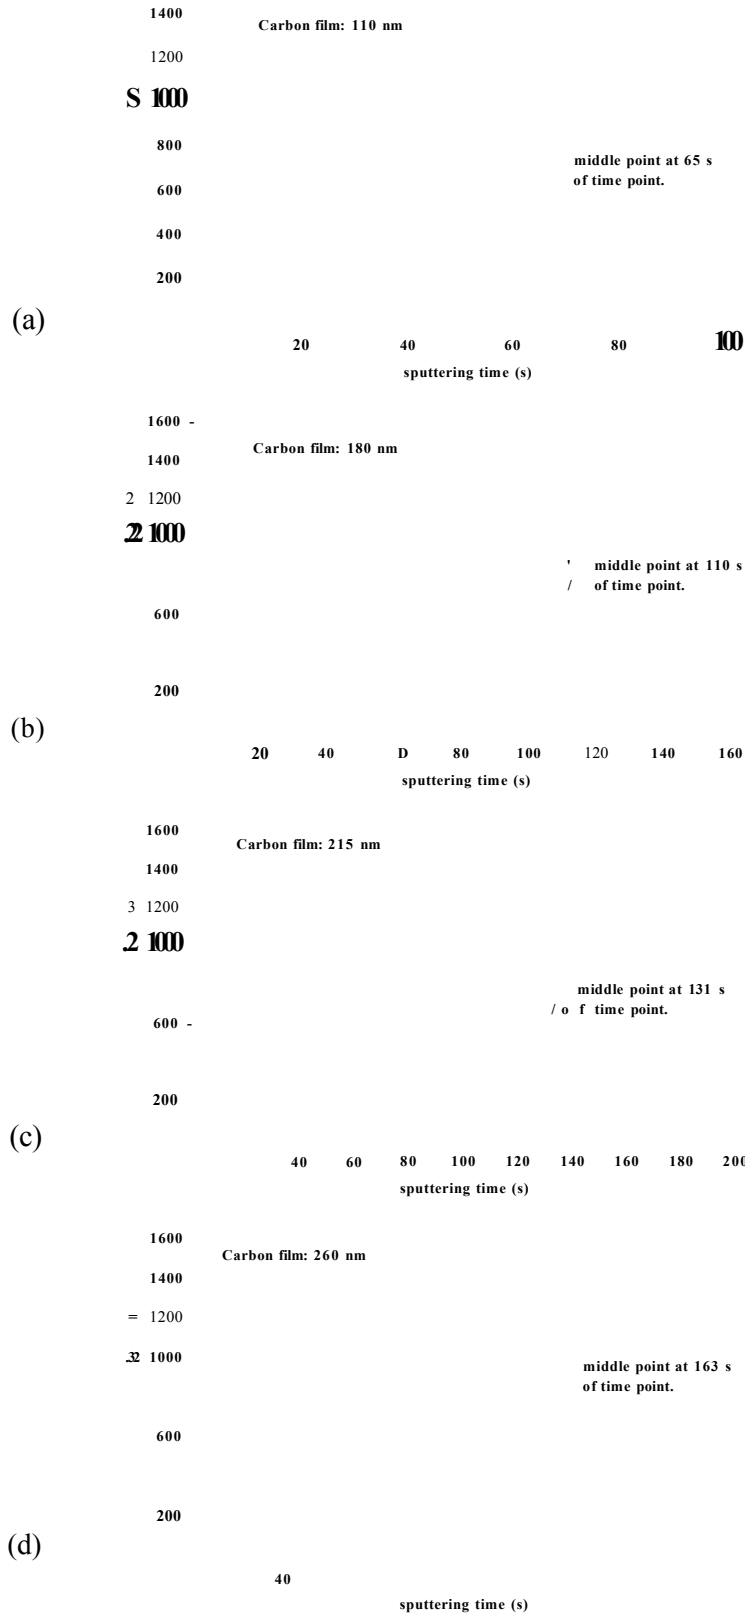 1400
Carbon film: 110 nm
1200
S 1000
800
middle point at 65 s
of time point.
600
400
200
(a)
20 40 60 80 100
sputtering time (s)
1600 -
Carbon film: 180 nm
1400
2 1200
.22 1000
' middle point at 110 s
/ of time point.
600
200
(b)
20 40 D 80 100 120 140 160
sputtering time (s)
1600
Carbon film: 215 nm
1400
3 1200
.2 1000
middle point at 131 s
/ o f time point.
600 -
200
(c)
40 60 80 100 120 140 160 180 200
sputtering time (s)
1600
Carbon film: 260 nm
1400
= 1200
.32 1000
middle point at 163 s
of time point.
600
200
(d)
40
sputtering time (s)